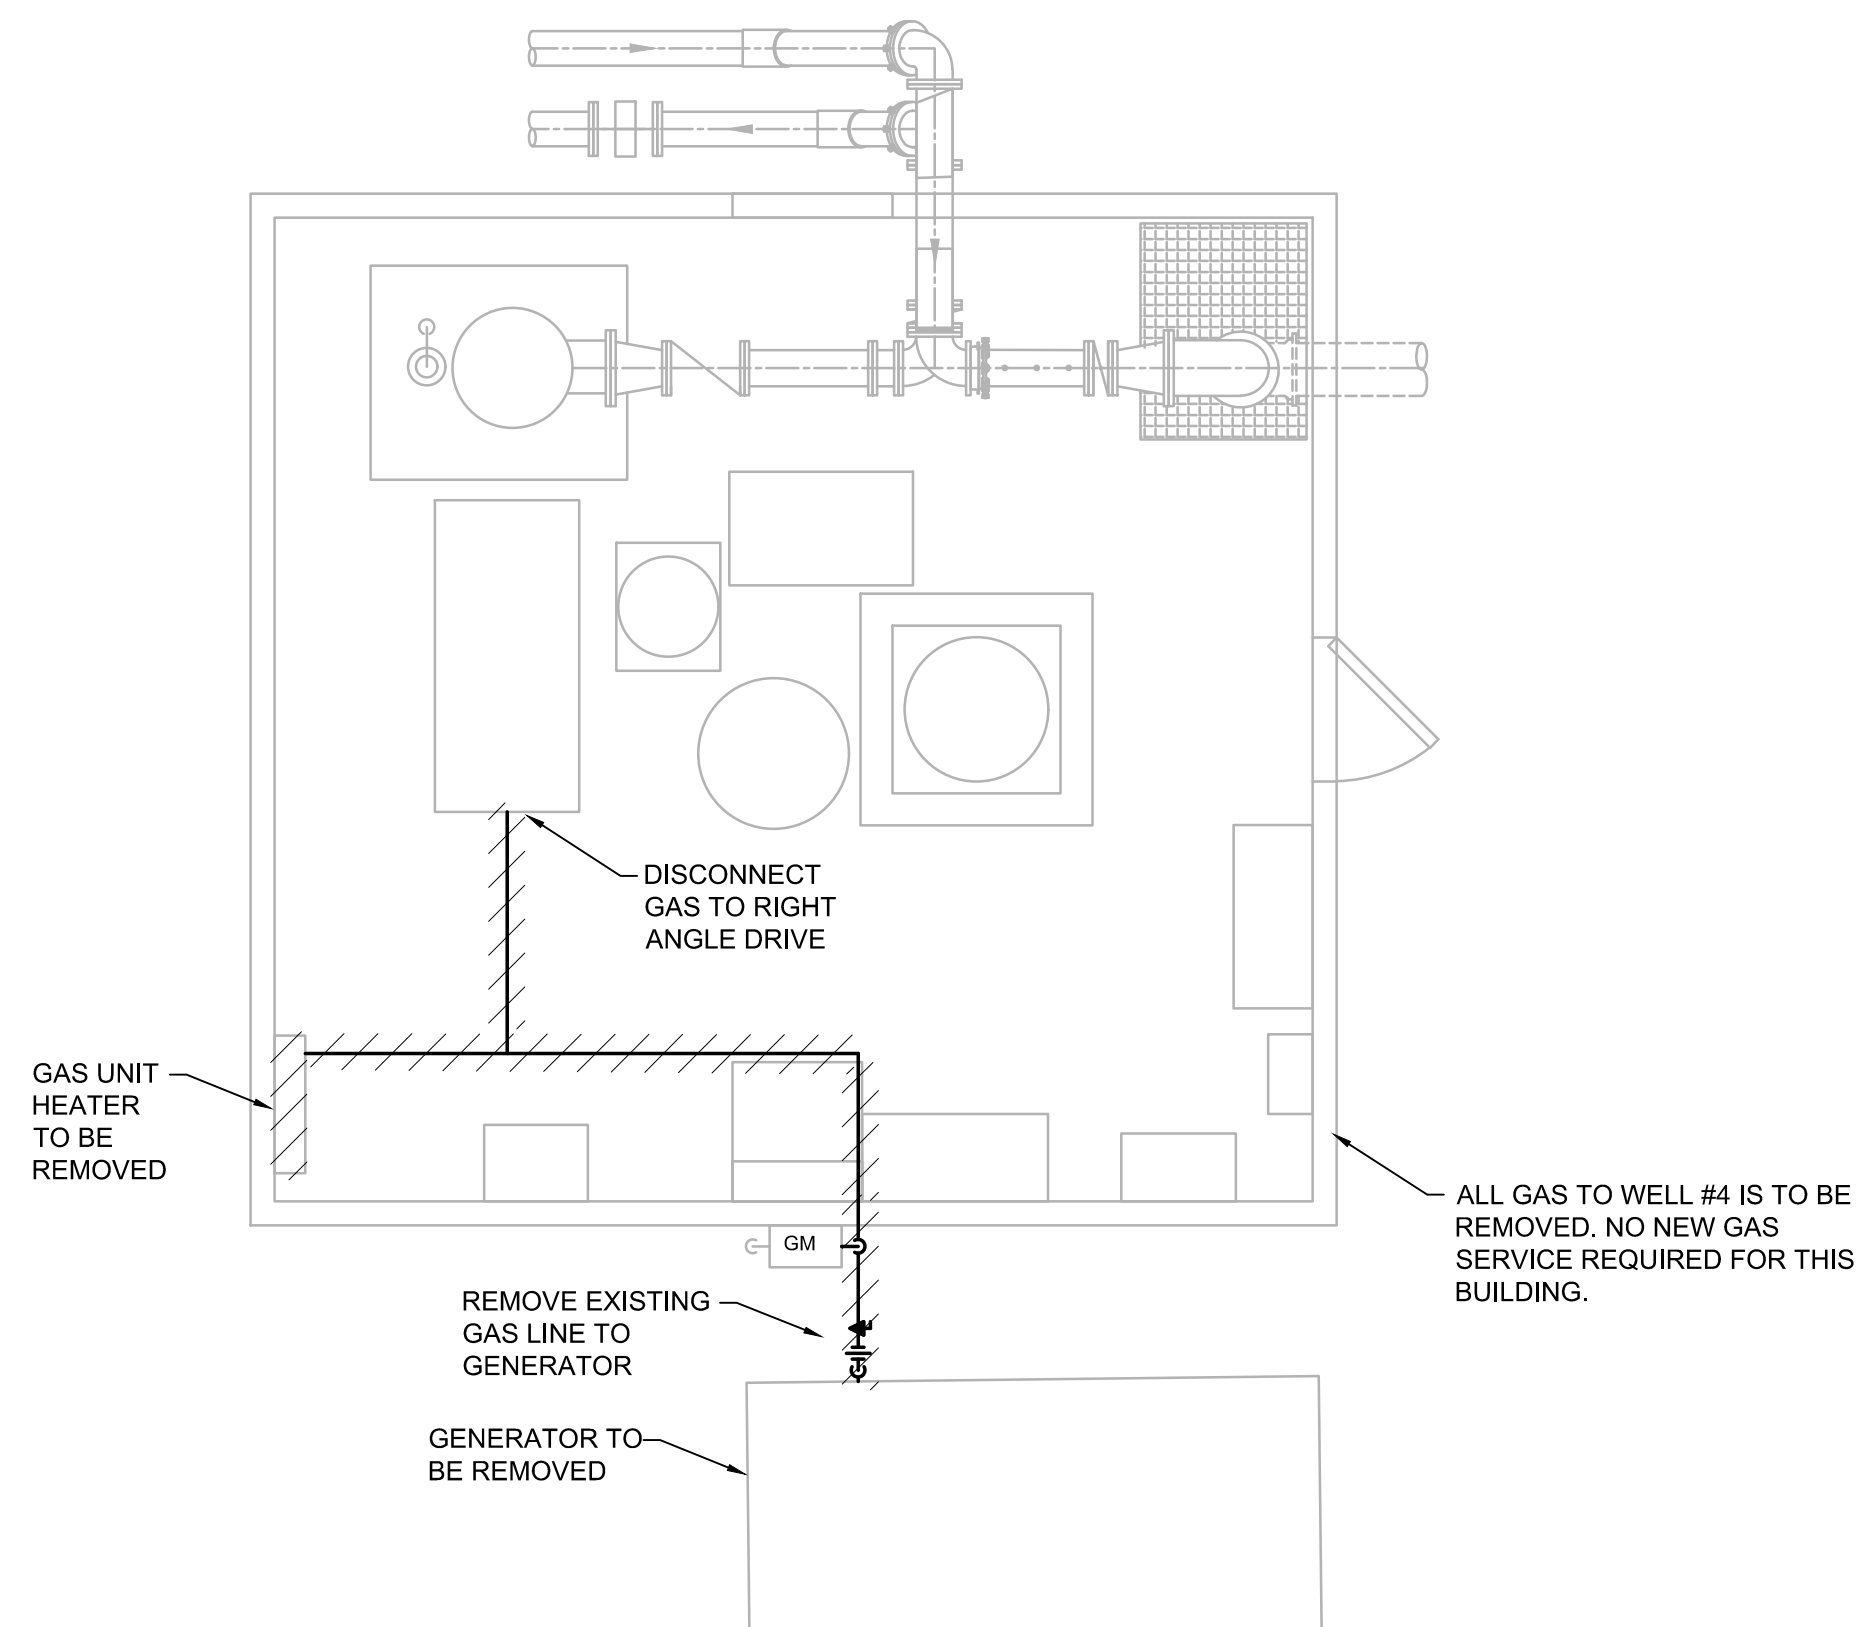 DISCONNECT
GAS TO RIGHT
ANGLE DRIVE
GAS UNIT
HEATER
TO BE
REMOVED
ALL GAS TO WELL #4 IS TO BE
REMOVED. NO NEW GAS
SERVICE REQUIRED FOR THIS
BUILDING.
GM
REMOVE EXISTING
GAS LINE TO
GENERATOR
GENERATOR TO
BE REMOVED